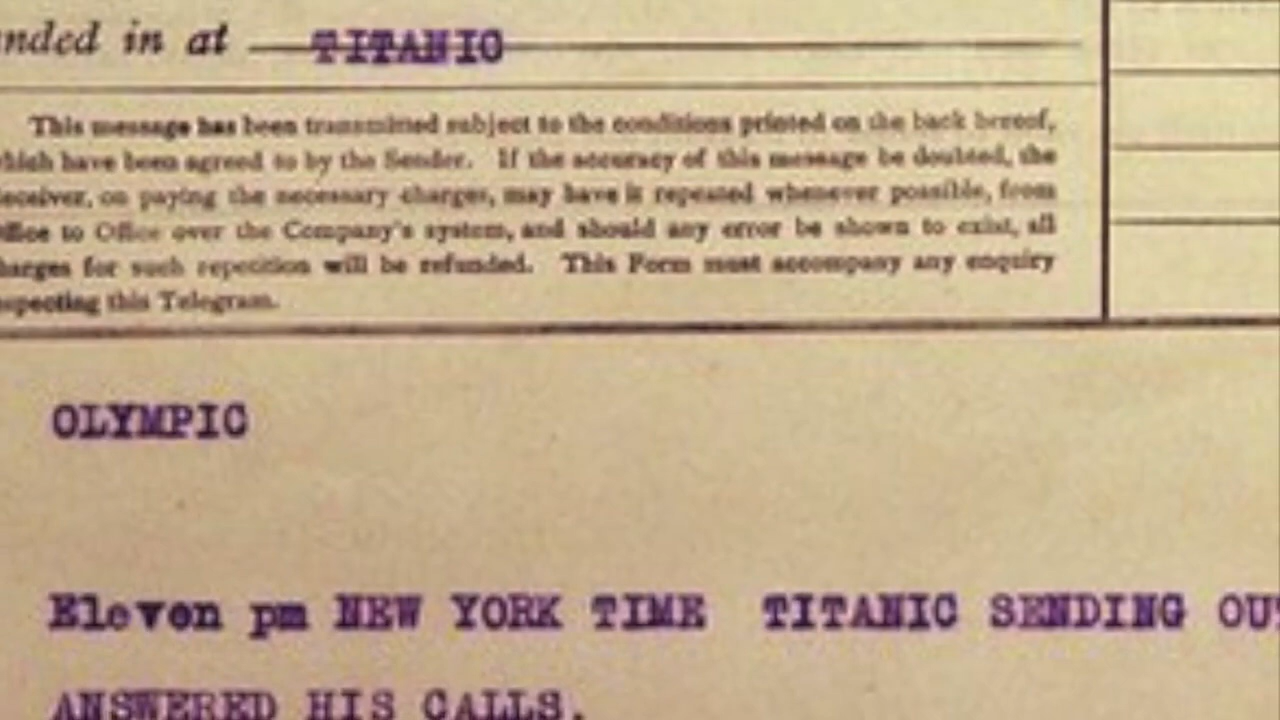 nded in at TITANIC
This message has been transmitted subject to the conditions printed on the back hereof,
which have been agreed to by the Sender. If the accuracy of this message be doubted, the
eceiver, on paying the necessary charges, may have it repeated whenever possible, from
ffice to Office over the Company's system, and should any error be shown to exist, all
harges for such repetition will be refunded. This Form must accompany any enquiry
specting this Telegram.
OLYMPIC
Eleven pm NEW YORK TIME TITANIC SENDING OU
ANSWERED HIS CALLS.